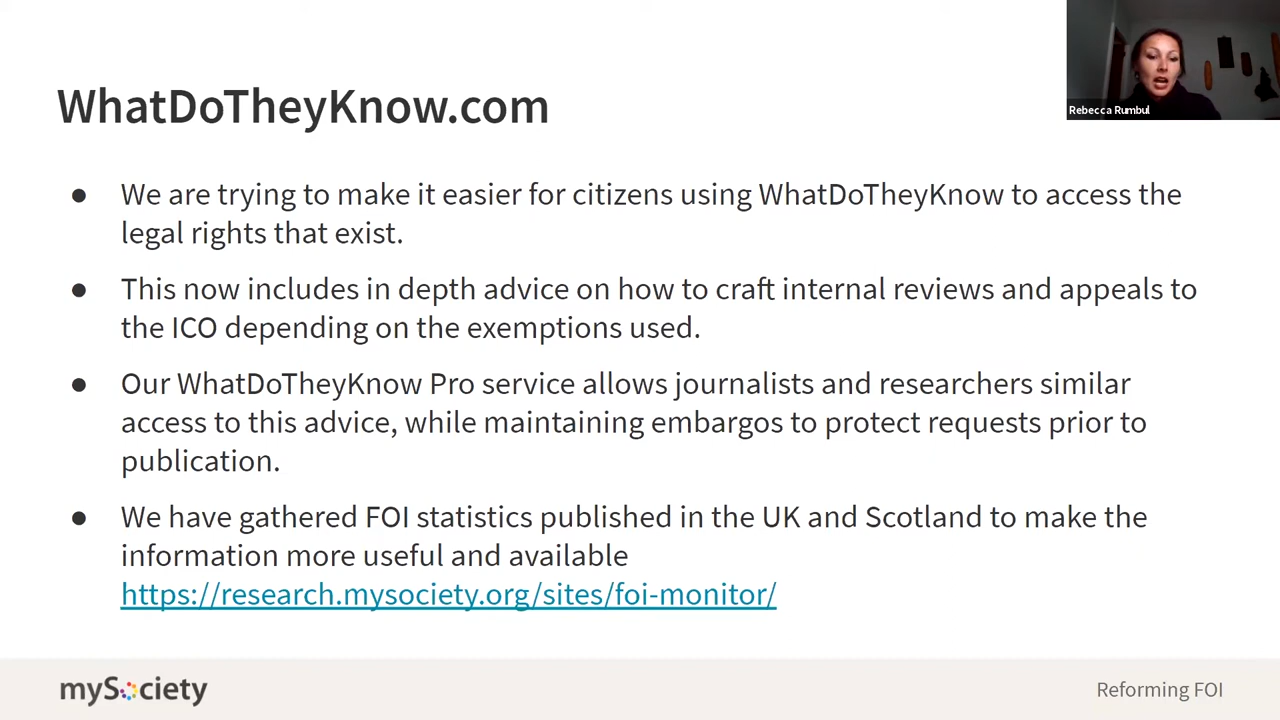 WhatDoTheyKnow.com
Rebecca Rumbul
● We are trying to make it easier for citizens using WhatDoTheyKnow to access the
legal rights that exist.
● This now includes in depth advice on how to craft internal reviews and appeals to
the ICO depending on the exemptions used.
● Our WhatDoTheyKnow Pro service allows journalists and researchers similar
access to this advice, while maintaining embargos to protect requests prior to
publication.
● We have gathered FOI statistics published in the UK and Scotland to make the
information more useful and available
https://research.mysociety.org/sites/foi-monitor/
mySociety
Reforming FOI